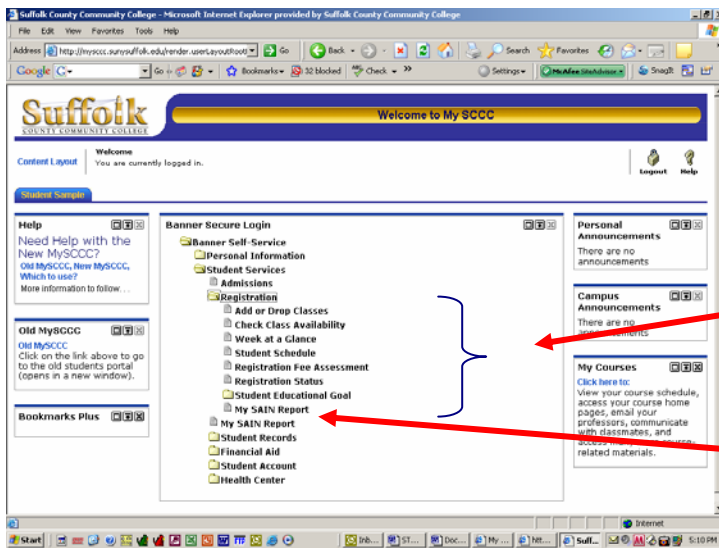 Suffolk County Community College - Microsoft Internet Explorer provided by Suffolk County Community College
File Edit View Favorites Tools Help
Address http://mysccc.sunysuffolk.edu/render.userLayoutRoot Go Back Search Favorites
Google G Go Bookmarks 32 blocked Check » Settings McAfee SiteAdvisor SnagIt
Suffolk
COUNTY COMMUNITY COLLEGE
Welcome to My SCCC
Content Layout
Welcome
You are currently logged in.
Logout Help
Student Sample
Help
Need Help with the
New MySCCC?
Old MySCCC, New MySCCC,
Which to use?
More information to follow. . .
Old MySCCC
Old MySCCC
Click on the link above to go
to the old students portal
(opens in a new window).
Bookmarks Plus
Banner Secure Login
Banner Self-Service
Personal Information
Student Services
Admissions
Registration
Add or Drop Classes
Check Class Availability
Week at a Glance
Student Schedule
Registration Fee Assessment
Registration Status
Student Educational Goal
My SAIN Report
My SAIN Report
Student Records
Financial Aid
Student Account
Health Center
Personal
Announcements
There are no
announcements
Campus
Announcements
There are no
announcements
My Courses
Click here to:
View your course schedule,
access your course home
pages, email your
professors, communicate
with classmates, and
access course-
related materials.
Internet
Start Inb... ST... Doc... My ... htt... Suff... 5:10 PM